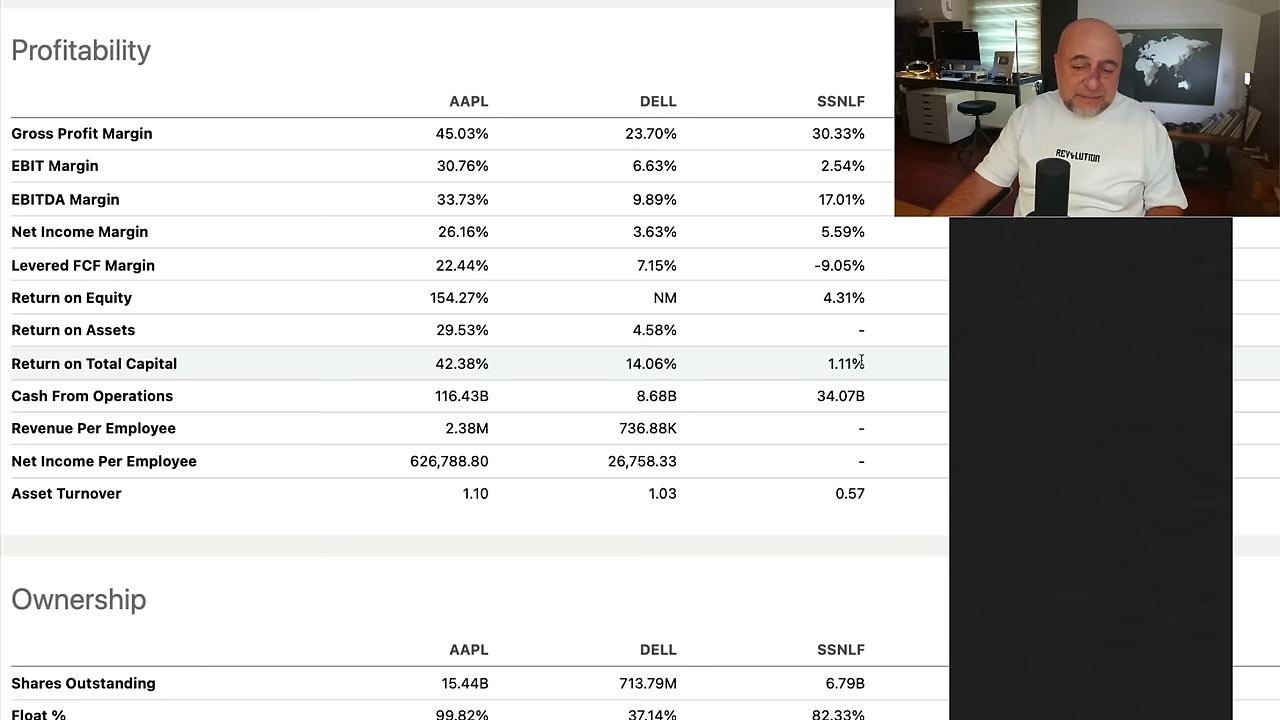 Profitability
AAPL DELL SSNLF
Gross Profit Margin 45.03% 23.70% 30.33%
EBIT Margin 30.76% 6.63% 2.54%
EBITDA Margin 33.73% 9.89% 17.01%
Net Income Margin 26.16% 3.63% 5.59%
Levered FCF Margin 22.44% 7.15% -9.05%
Return on Equity 154.27% NM 4.31%
Return on Assets 29.53% 4.58% -
Return on Total Capital 42.38% 14.06% 1.11%
Cash From Operations 116.43B 8.68B 34.07B
Revenue Per Employee 2.38M 736.88K -
Net Income Per Employee 626,788.80 26,758.33 -
Asset Turnover 1.10 1.03 0.57
Ownership
AAPL DELL SSNLF
Shares Outstanding 15.44B 713.79M 6.79B
Float % 99.82% 37.14% 82.33%